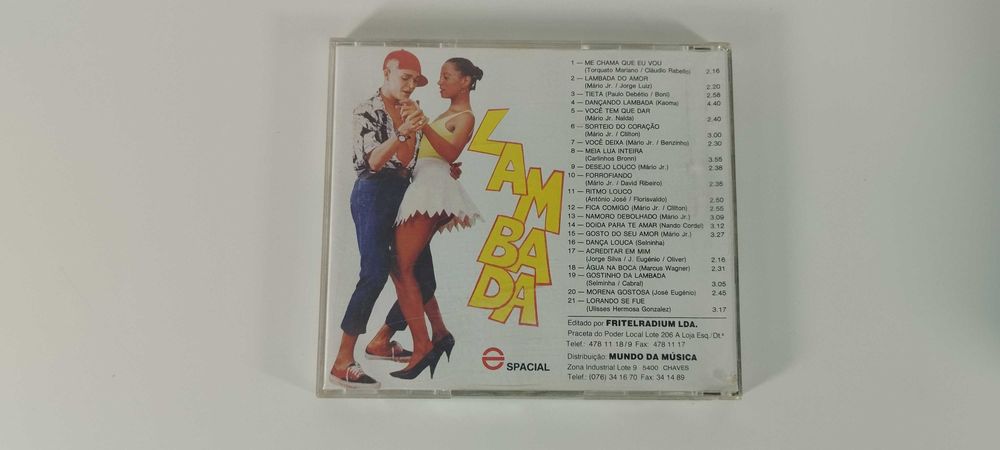 LAMBADA
1 — ME CHAMA QUE EU VOU
(Torquato Mariano / Cláudio Rabello) 2.16
2 — LAMBADA DO AMOR
(Mário Jr. / Jorge Luiz) 2.20
3 — TIETA (Paulo Debétio / Boni) 2.58
4 — DANÇANDO LAMBADA (Kaoma) 4.40
5 — VOCÊ TEM QUE DAR
(Mário Jr. Nalda) 2.40
6 — SORTEIO DO CORAÇÃO
(Mário Jr. / Clilton) 3.00
7 — VOCÊ DEIXA (Mário Jr. / Benzinho) 2.30
8 — MEIA LUA INTEIRA
(Carlinhos Bronn) 3.55
9 — DESEJO LOUCO (Mário Jr.) 2.38
10 — FORROFIANDO
(Mário Jr. / David Ribeiro) 2.35
11 — RITMO LOUCO
(António José / Florisvaldo) 2.50
12 — FICA COMIGO (Mário Jr. / Clilton) 2.55
13 — NAMORO DEBOLHADO (Mário Jr.) 3.09
14 — DOIDA PARA TE AMAR (Nando Cordel) 3.12
15 — GOSTO DO SEU AMOR (Mário Jr.) 3.27
16 — DANÇA LOUCA (Selninha)
17 — ACREDITAR EM MIM
(Jorge Silva / J. Eugénio / Oliver) 2.16
18 — ÁGUA NA BOCA (Marcus Wagner) 2.31
19 — GOSTINHO DA LAMBADA
(Selminha / Cabral) 3.05
20 — MORENA GOSTOSA (José Eugénio) 2.45
21 — LORANDO SE FUE
(Ulisses Hermosa Gonzalez) 3.17
Editado por FRITELRADIUM LDA.
Praceta do Poder Local Lote 206 A Loja Esq./Dt.ª
Telef.: 478 11 18/9 Fax: 478 11 17
Distribuição: MUNDO DA MÚSICA
Zona Industrial Lote 9 5400 CHAVES
Telef.: (076) 34 16 70 Fax: 34 14 89
SPACIAL